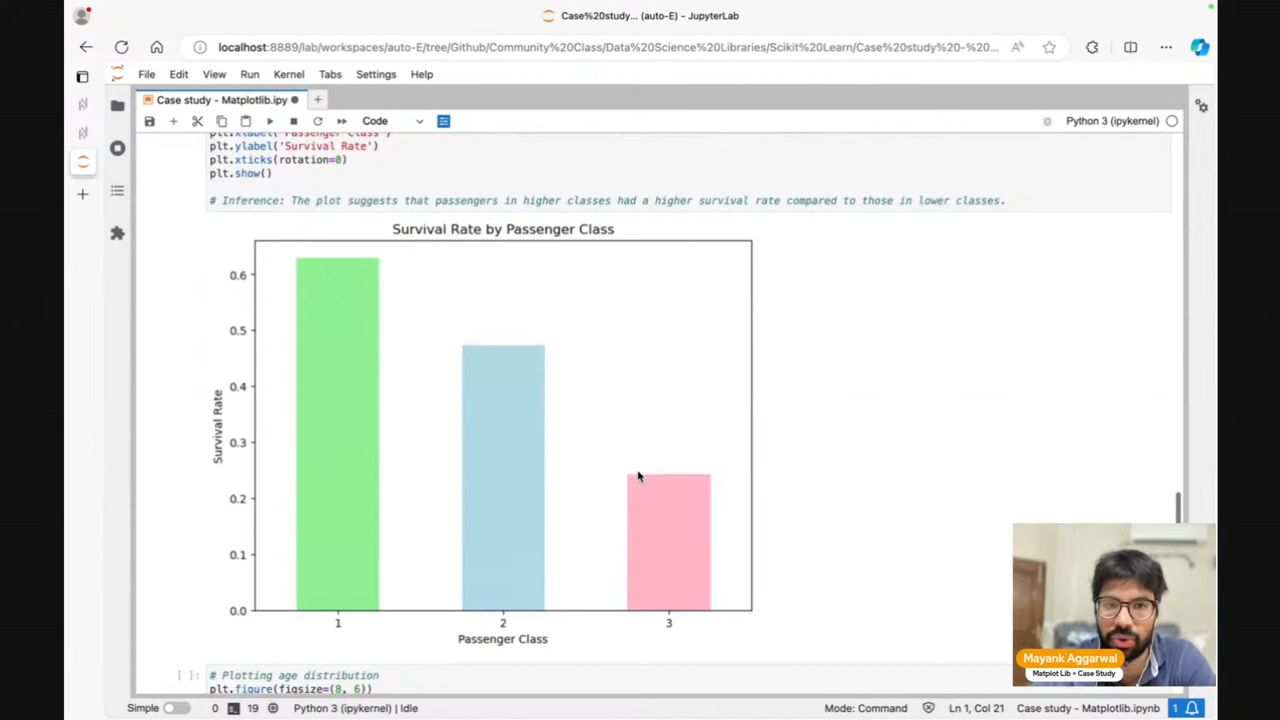 Case%20study... (auto-E) - JupyterLab
localhost:8889/lab/workspaces/auto-E/tree/Github/Community%20Class/Data%20Science%20Libraries/Scikit%20Learn/Case%20study%20-%20...
File Edit View Run Kernel Tabs Settings Help
Case study - Matplotlib.ipy
Code
Python 3 (ipykernel)
plt.xlabel('Passenger Class')
plt.ylabel('Survival Rate')
plt.xticks(rotation=0)
plt.show()
# Inference: The plot suggests that passengers in higher classes had a higher survival rate compared to those in lower classes.
Survival Rate by Passenger Class
0.6
0.5
0.4
0.3
0.2
0.1
0.0
Survival Rate
1 2 3
Passenger Class
[ ]: # Plotting age distribution
plt.figure(figsize=(8, 6))
Mayank Aggarwal
Matplot Lib + Case Study
Simple 0 19 Python 3 (ipykernel) | Idle Mode: Command Ln 1, Col 21 Case study - Matplotlib.ipynb 1